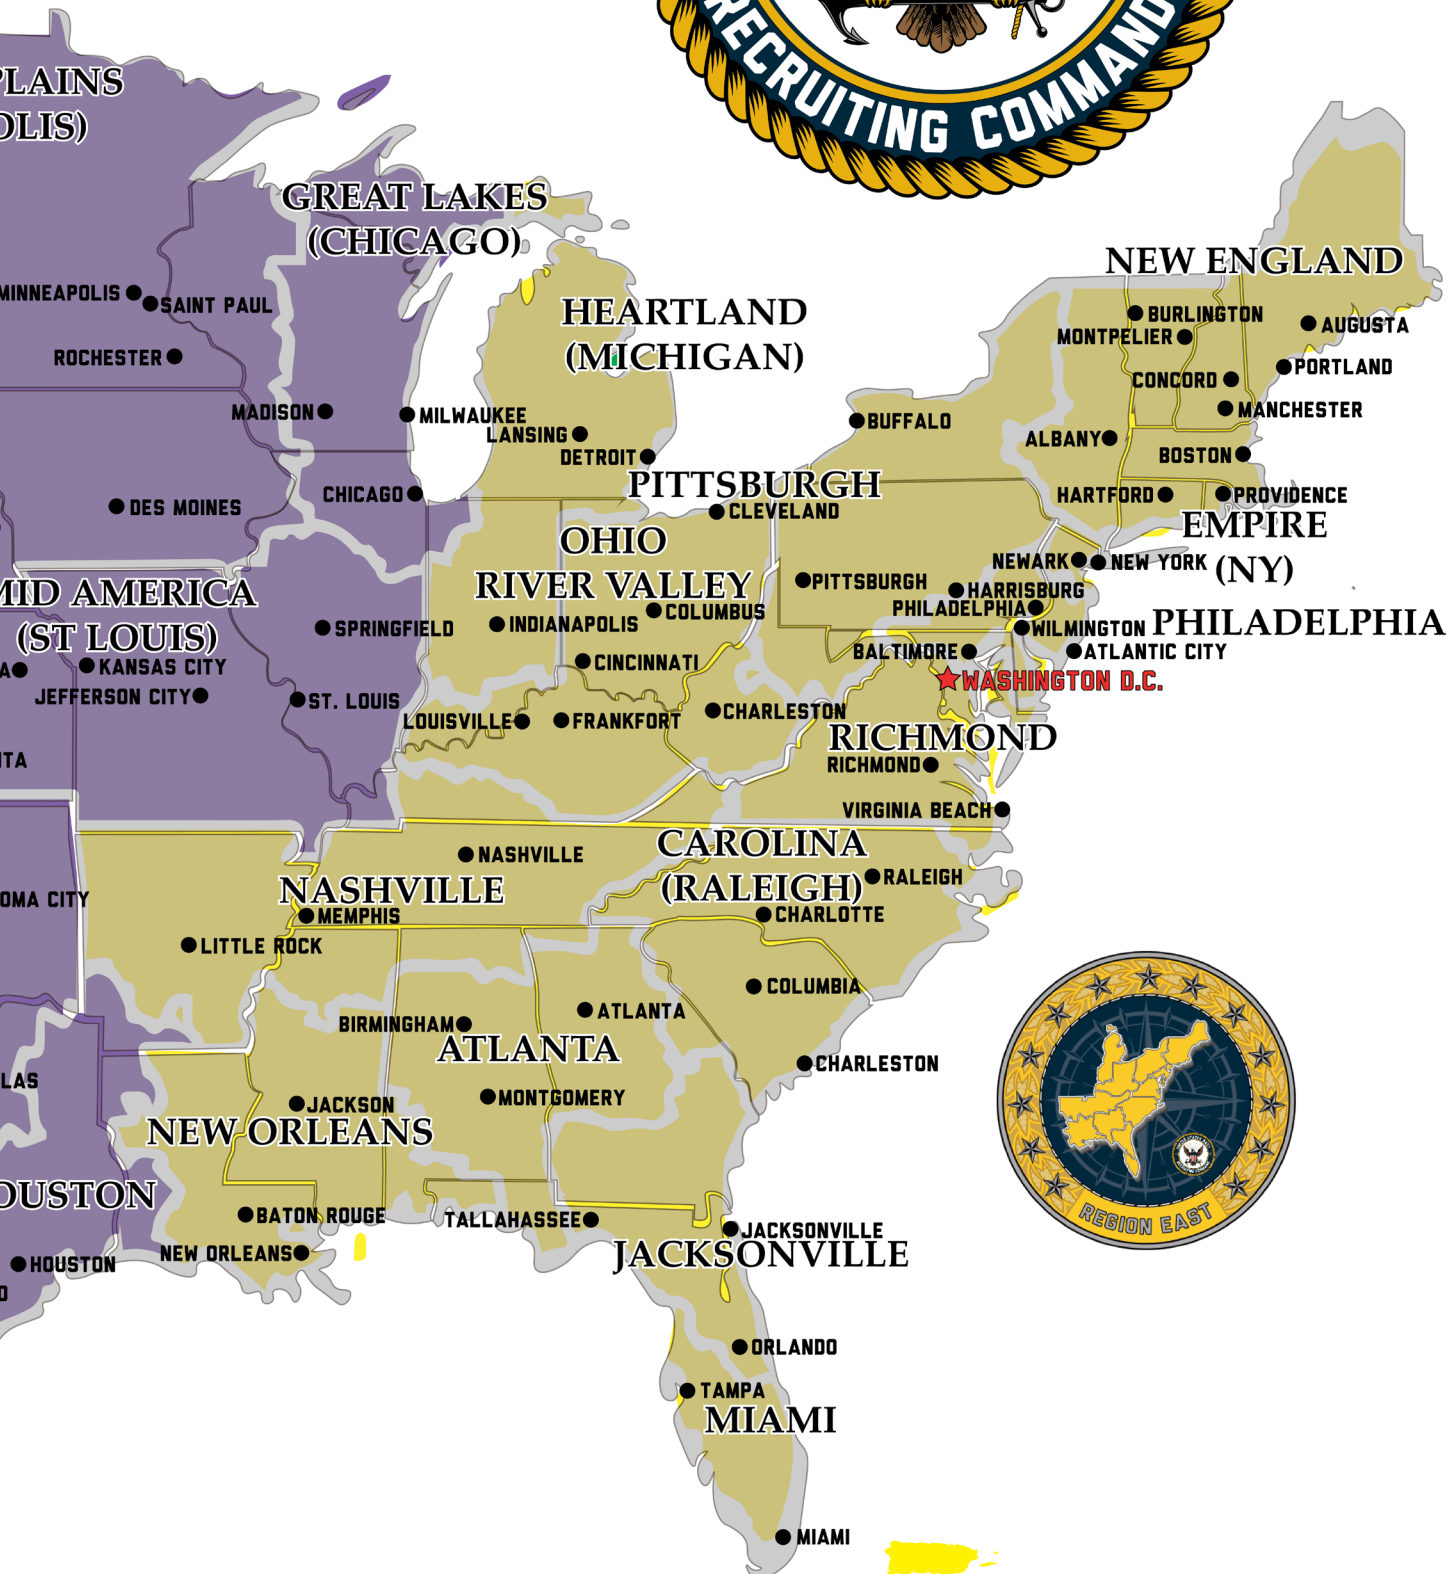 RECRUITING COMMAND
PLAINS
GREAT LAKES
(CHICAGO)
NEW ENGLAND
MINNEAPOLIS
SAINT PAUL
HEARTLAND
(MICHIGAN)
BURLINGTON
MONTPELIER
AUGUSTA
ROCHESTER
PORTLAND
CONCORD
MADISON
MILWAUKEE
MANCHESTER
BUFFALO
LANSING
ALBANY
DETROIT
BOSTON
PITTSBURGH
CHICAGO
HARTFORD
PROVIDENCE
DES MOINES
CLEVELAND
EMPIRE
(NY)
OHIO
RIVER VALLEY
NEWARK
NEW YORK
PITTSBURGH
HARRISBURG
MID AMERICA
(ST LOUIS)
COLUMBUS
PHILADELPHIA
SPRINGFIELD
INDIANAPOLIS
WILMINGTON
PHILADELPHIA
BALTIMORE
ATLANTIC CITY
KANSAS CITY
CINCINNATI
WASHINGTON D.C.
JEFFERSON CITY
ST. LOUIS
LOUISVILLE
FRANKFORT
CHARLESTON
RICHMOND
RICHMOND
VIRGINIA BEACH
CAROLINA
(RALEIGH)
NASHVILLE
RALEIGH
NASHVILLE
OMA CITY
MEMPHIS
CHARLOTTE
LITTLE ROCK
COLUMBIA
ATLANTA
BIRMINGHAM
ATLANTA
CHARLESTON
LAS
MONTGOMERY
JACKSON
NEW ORLEANS
OUSTON
BATON ROUGE
TALLAHASSEE
JACKSONVILLE
JACKSONVILLE
NEW ORLEANS
HOUSTON
REGION EAST
ORLANDO
TAMPA
MIAMI
MIAMI